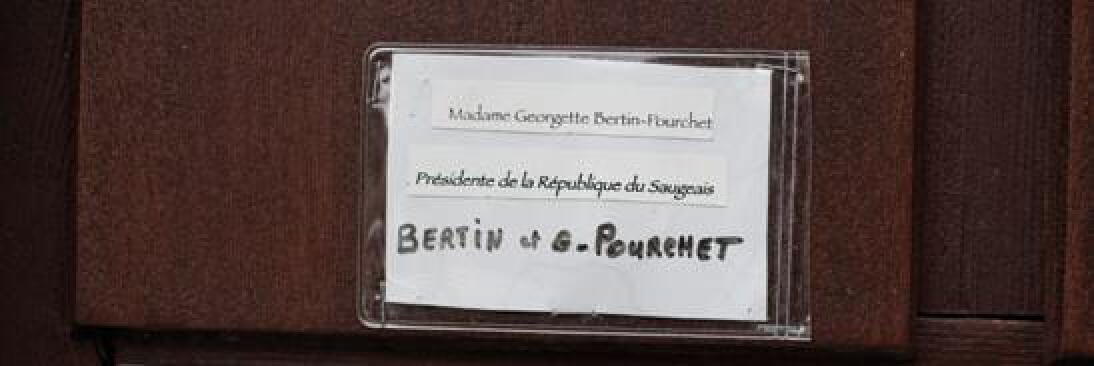 Madame Georgette Bertin-Pourchet
Présidente de la République du Saugeais
BERTIN et G-POURCHET